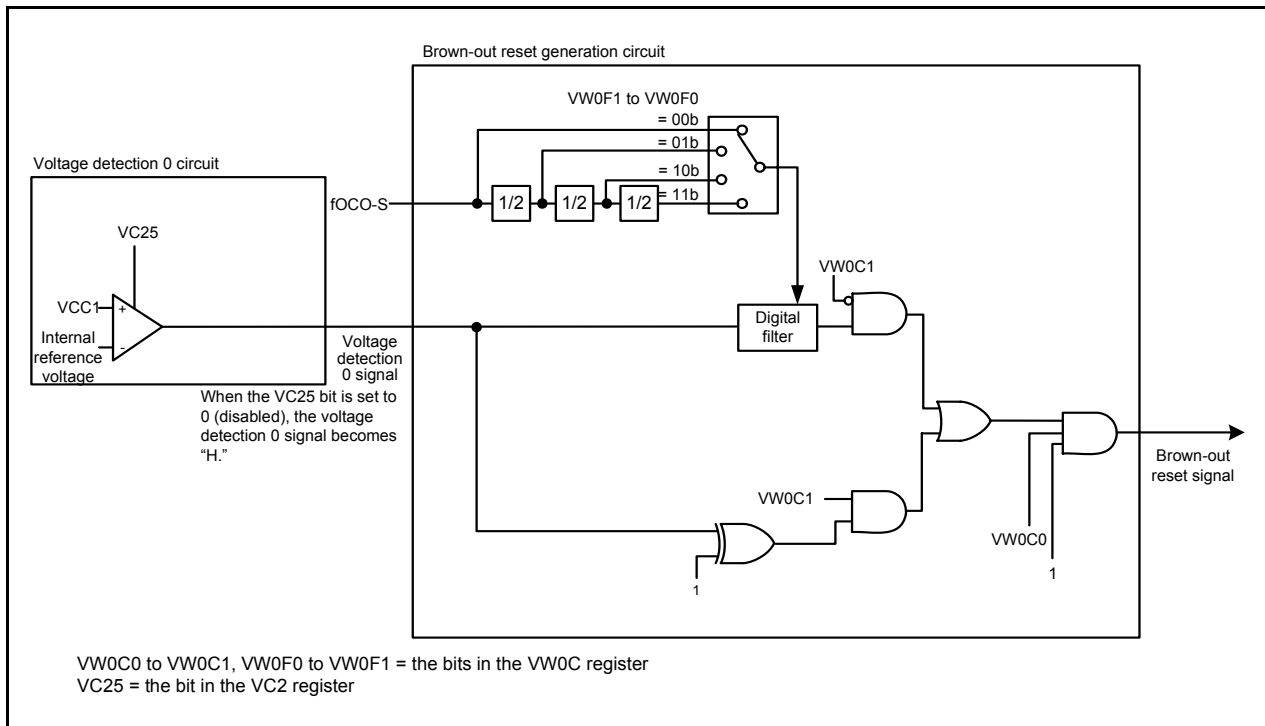 Brown-out reset generation circuit
VW0F1 to VW0F0
= 00b
= 01b
= 10b
= 11b
Voltage detection 0 circuit
fOCO-S
1/2
1/2
1/2
VC25
VCC1
+
Internal
reference
voltage
-
Voltage
detection
0 signal
When the VC25 bit is set to
0 (disabled), the voltage
detection 0 signal becomes
“H.”
Digital
filter
VW0C1
VW0C1
1
VW0C0
1
Brown-out
reset signal
VW0C0 to VW0C1, VW0F0 to VW0F1 = the bits in the VW0C register
VC25 = the bit in the VC2 register